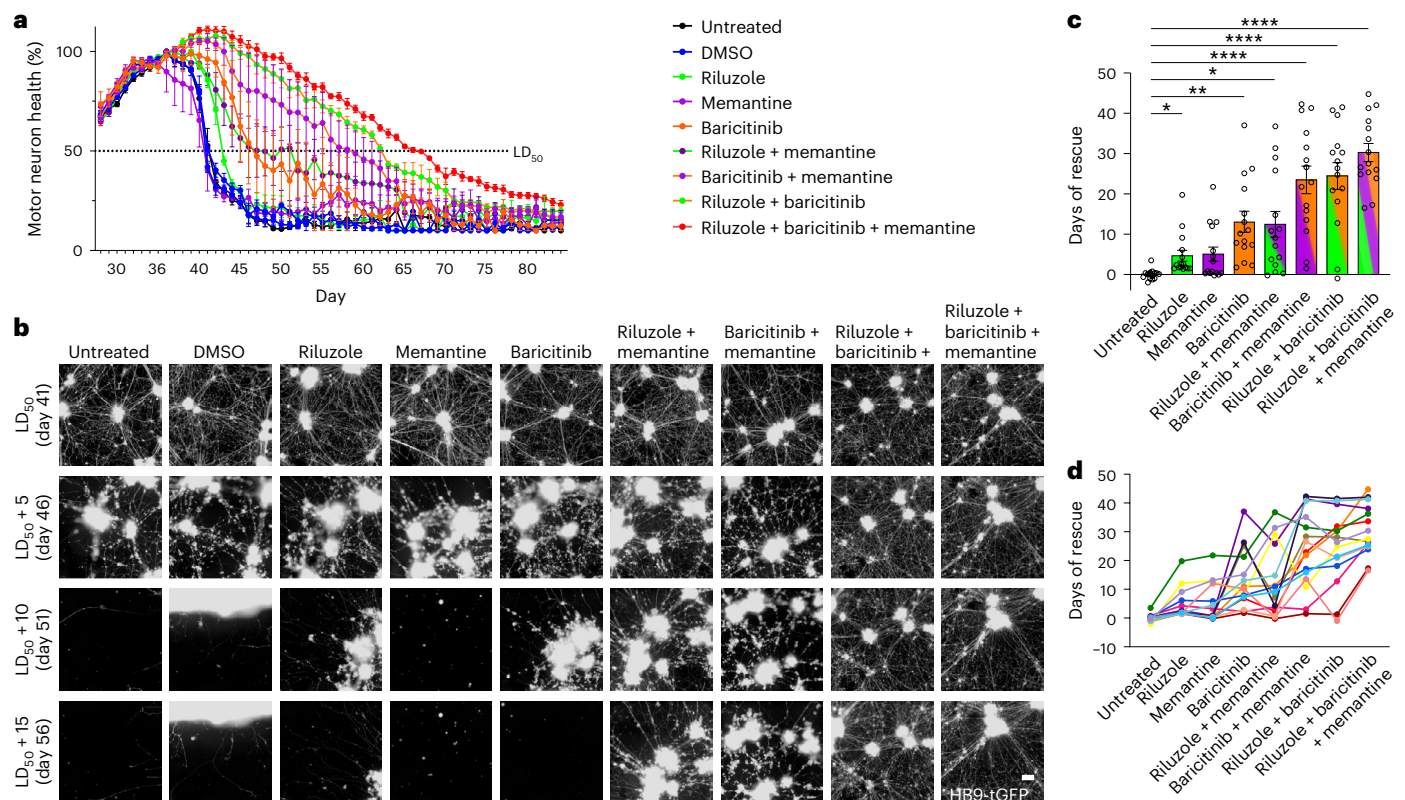 a
Motor neuron health (%)
100
50
0
LD50
30 36 40 45 50 55 60 65 70 75 80
Day
Untreated
DMSO
Riluzole
Memantine
Baricitinib
Riluzole + memantine
Baricitinib + memantine
Riluzole + baricitinib
Riluzole + baricitinib + memantine
b
Untreated
DMSO
Riluzole
Memantine
Baricitinib
Riluzole +
memantine
Baricitinib +
memantine
Riluzole +
baricitinib +
Riluzole +
baricitinib +
memantine
LD50
(day 41)
LD50 + 5
(day 46)
LD50 + 10
(day 51)
LD50 + 15
(day 56)
HB9-tGFP
c
Days of rescue
50
40
30
20
10
0
****
****
****
*
**
*
Untreated
Riluzole
Memantine
Baricitinib
Riluzole + memantine
Baricitinib + memantine
Riluzole + baricitinib
Riluzole + baricitinib
+ memantine
d
Days of rescue
50
40
30
20
10
0
–10
Untreated
Riluzole
Memantine
Baricitinib
Riluzole + memantine
Baricitinib + memantine
Riluzole + baricitinib
Riluzole + baricitinib
+ memantine